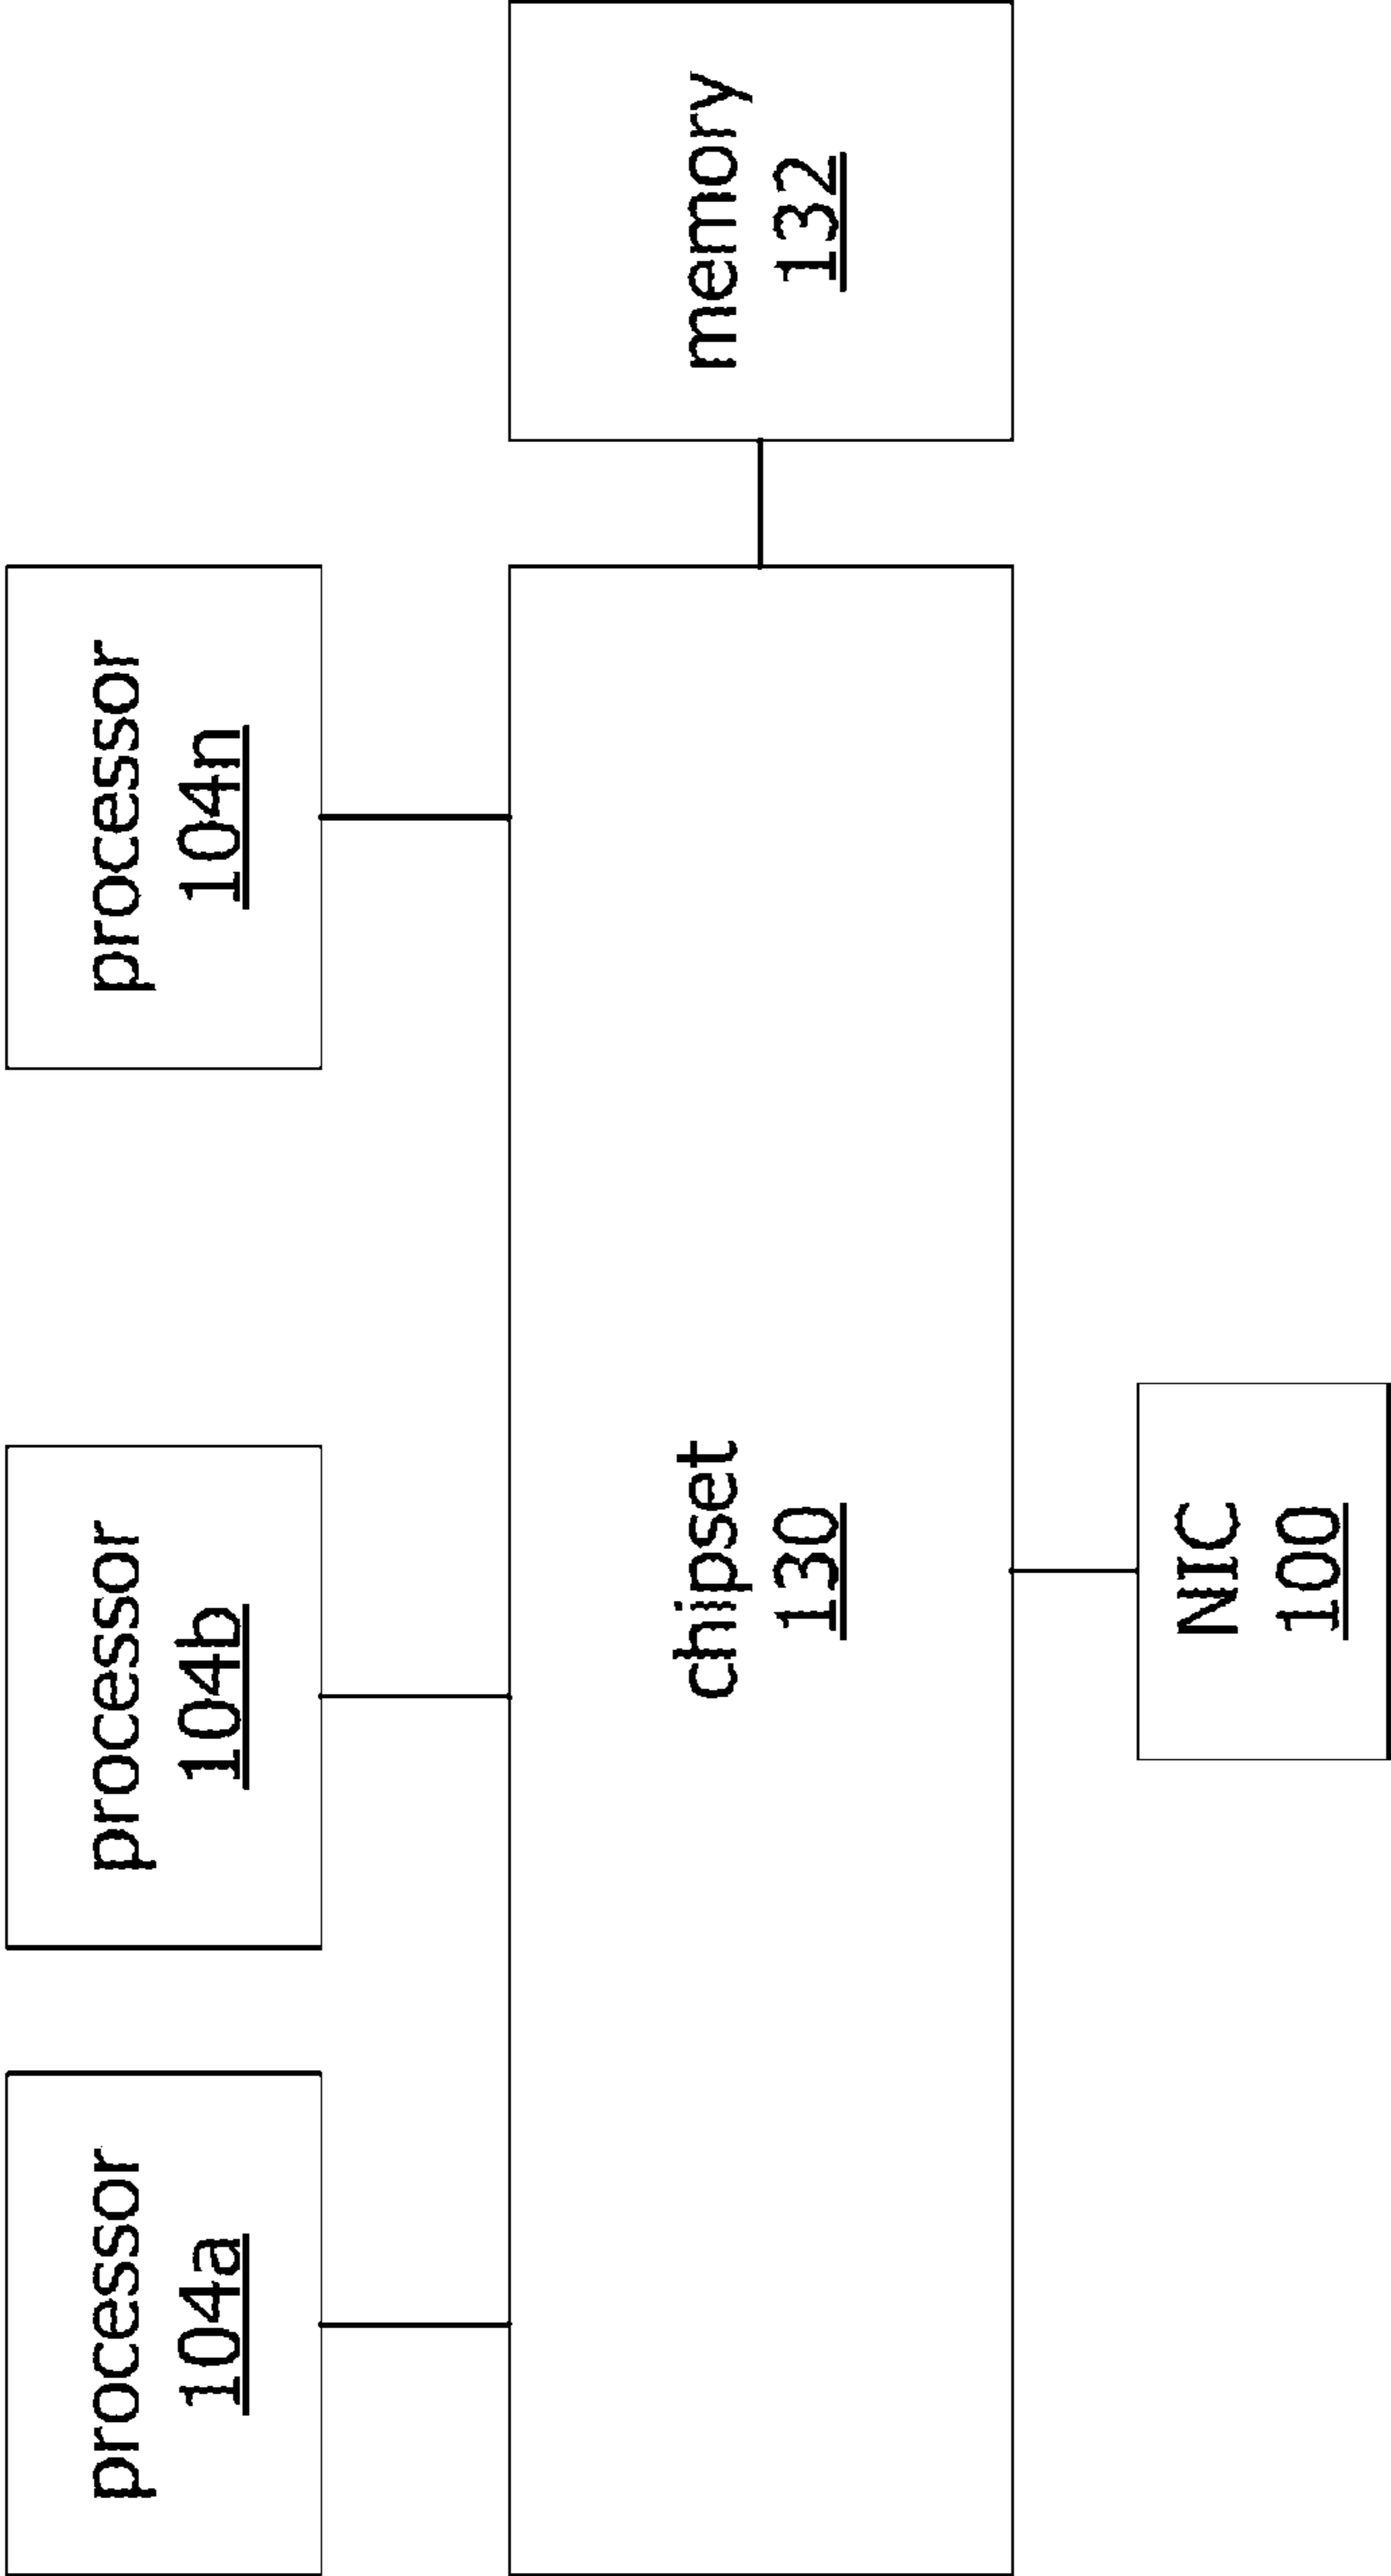 processor
104a
processor
104b
processor
104n
chipset
130
memory
132
NIC
100